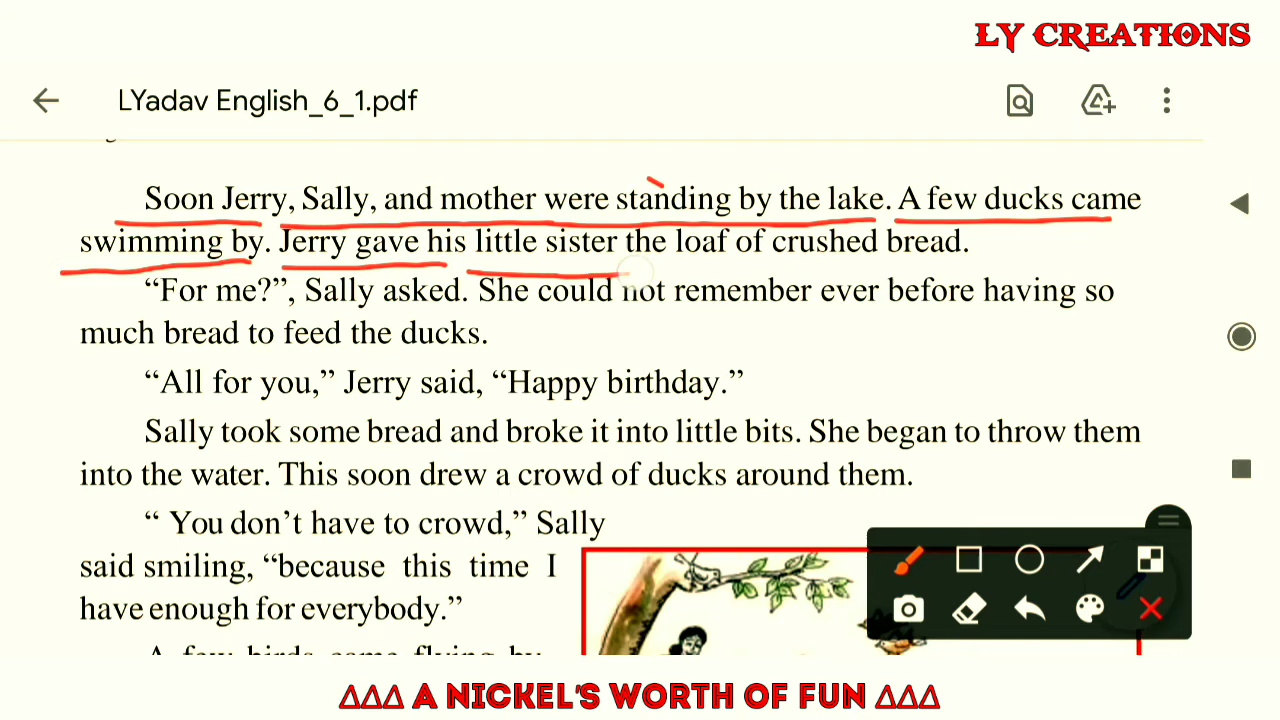 LY CREATIONS
LYadav English_6_1.pdf
Soon Jerry, Sally, and mother were standing by the lake. A few ducks came
swimming by. Jerry gave his little sister the loaf of crushed bread.
“For me?”, Sally asked. She could not remember ever before having so
much bread to feed the ducks.
“All for you,” Jerry said, “Happy birthday.”
Sally took some bread and broke it into little bits. She began to throw them
into the water. This soon drew a crowd of ducks around them.
“ You don’t have to crowd,” Sally
said smiling, “because this time I
have enough for everybody.”
A few birds came flying by
∆∆∆ A NICKEL'S WORTH OF FUN ∆∆∆